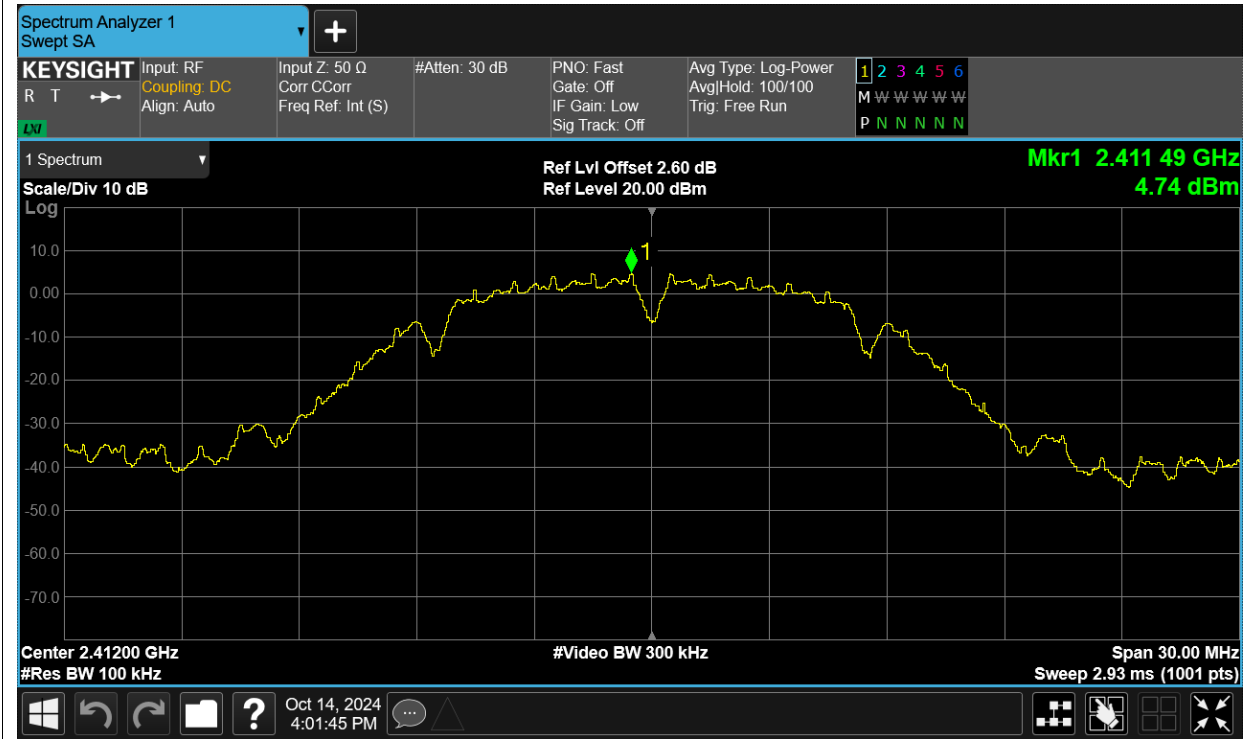 Spectrum Analyzer 1
Swept SA
+
KEYSIGHT
R T
LXI
Input: RF
Coupling: DC
Align: Auto
Input Z: 50 Ω
Corr CCorr
Freq Ref: Int (S)
#Atten: 30 dB
PNO: Fast
Gate: Off
IF Gain: Low
Sig Track: Off
Avg Type: Log-Power
Avg|Hold: 100/100
Trig: Free Run
1 2 3 4 5 6
M W W W W W
P N N N N N N
1 Spectrum
Scale/Div 10 dB
Ref Lvl Offset 2.60 dB
Ref Level 20.00 dBm
Mkr1 2.411 49 GHz
4.74 dBm
Log
1
10.0
0.00
-10.0
-20.0
-30.0
-40.0
-50.0
-60.0
-70.0
Center 2.41200 GHz
#Video BW 300 kHz
Span 30.00 MHz
#Res BW 100 kHz
Sweep 2.93 ms (1001 pts)
?
Oct 14, 2024
4:01:45 PM